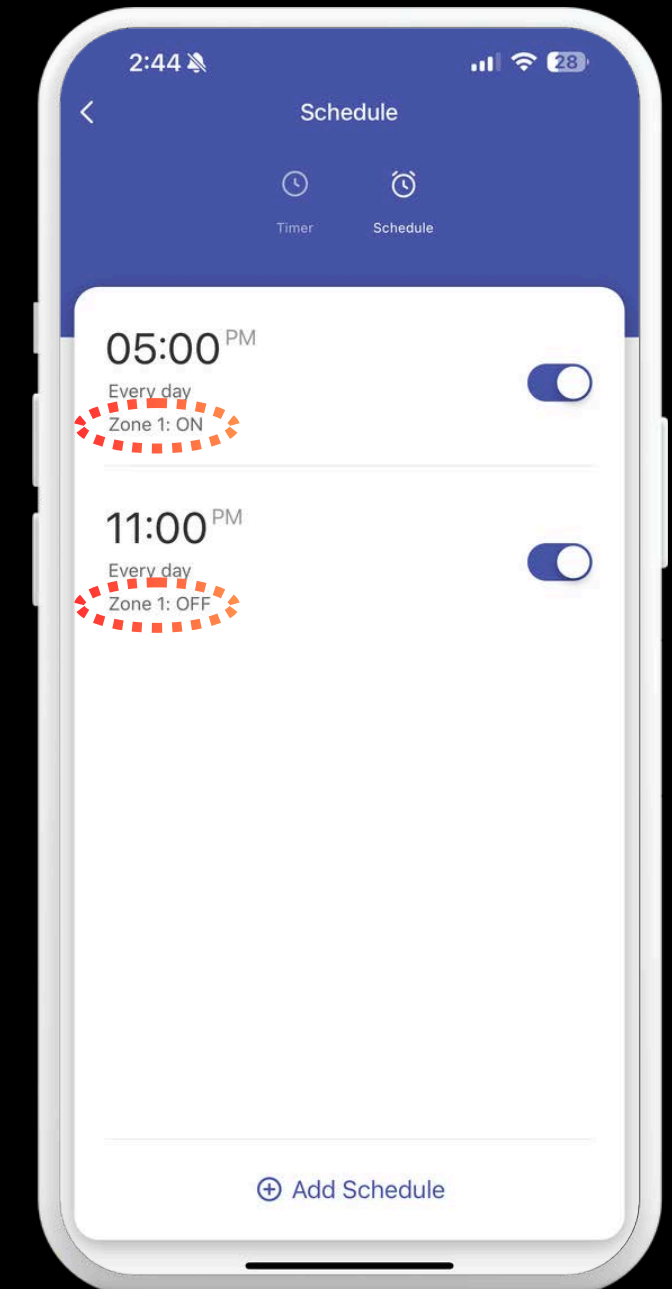 2:44 28
Schedule
Timer Schedule
05:00 PM
Every day
Zone 1: ON
11:00 PM
Every day
Zone 1: OFF
Add Schedule